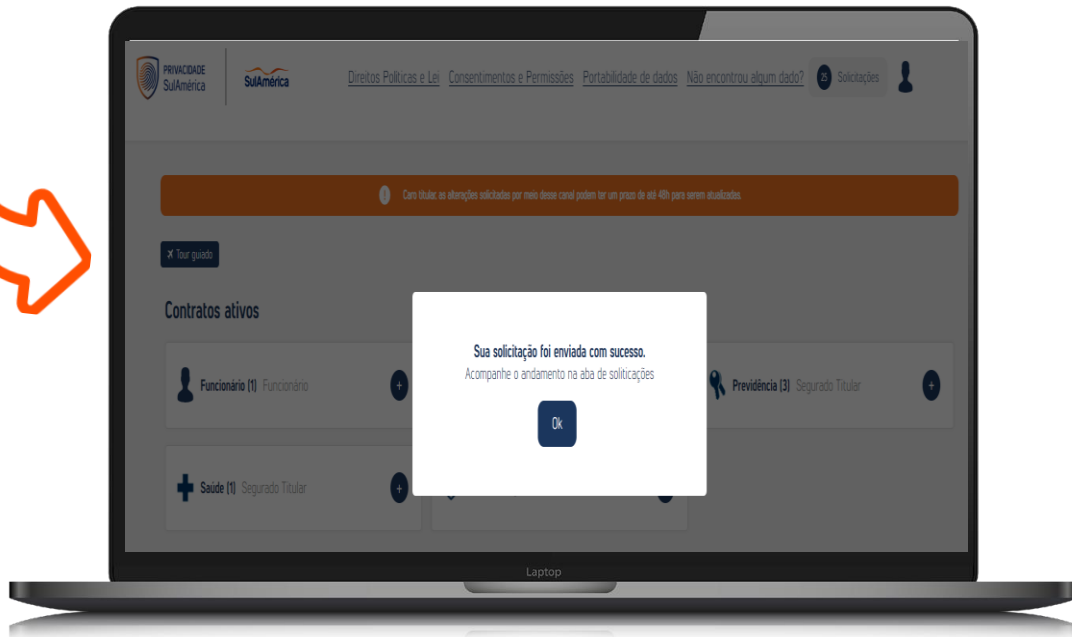 PRIVACIDADE
SulAmérica
SulAmérica
Direitos Políticas e Lei Consentimentos e Permissões Portabilidade de dados Não encontrou algum dado? 25 Solicitações
Caro titular, as alterações solicitadas por meio desse canal podem ter um prazo de até 48h para serem atualizadas.
Tour guiado
Contratos ativos
Sua solicitação foi enviada com sucesso.
Acompanhe o andamento na aba de soliticações
Ok
Funcionário (1) Funcionário
Previdência (3) Segurado Titular
Saúde (1) Segurado Titular
Laptop